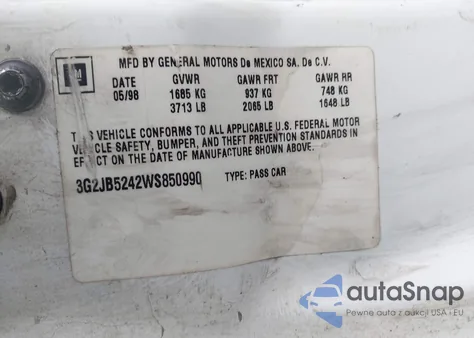 GM
MFD BY GENERAL MOTORS De MEXICO SA. De C.V.
DATE GVWR GAWR FRT GAWR RR
05/98 1685 KG 937 KG 748 KG
3713 LB 2065 LB 1648 LB
THIS VEHICLE CONFORMS TO ALL APPLICABLE U.S. FEDERAL MOTOR
VEHICLE SAFETY, BUMPER, AND THEFT PREVENTION STANDARDS IN
EFFECT ON THE DATE OF MANUFACTURE SHOWN ABOVE.
3G2JB5242WS850990 TYPE: PASS CAR
autoSnap
Pewne auta z aukcji USA i EU